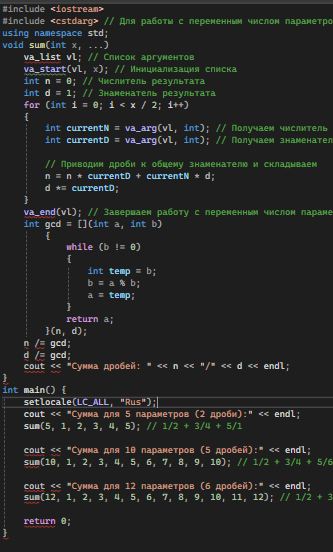 #include <iostream>
#include <cstdarg> // Для работы с переменным числом параметро
using namespace std;
void sum(int x, ...)
va_list vl; // Список аргументов
va_start(vl, x); // Инициализация списка
int n = 0; // Числитель результата
int d = 1; // Знаменатель результата
for (int i = 0; i < x / 2; i++)
{
int currentN = va_arg(vl, int); // Получаем числитель
int currentD = va_arg(vl, int); // Получаем знаменател
// Приводим дроби к общему знаменателю и складываем
n = n * currentD + currentN * d;
d *= currentD;
}
va_end(vl); // Завершаем работу с переменным числом параме
int gcd = [](int a, int b)
{
while (b != 0)
{
int temp = b;
b = a % b;
a = temp;
}
return a;
}(n, d);
n /= gcd;
d /= gcd;
cout << "Сумма дробей: " << n << "/" << d << endl;
}
int main() {
setlocale(LC_ALL, "Rus");
cout << "Сумма для 5 параметров (2 дроби):" << endl;
sum(5, 1, 2, 3, 4, 5); // 1/2 + 3/4 + 5/1
cout << "Сумма для 10 параметров (5 дробей):" << endl;
sum(10, 1, 2, 3, 4, 5, 6, 7, 8, 9, 10); // 1/2 + 3/4 + 5/6
cout << "Сумма для 12 параметров (6 дробей):" << endl;
sum(12, 1, 2, 3, 4, 5, 6, 7, 8, 9, 10, 11, 12); // 1/2 + 3
return 0;
}